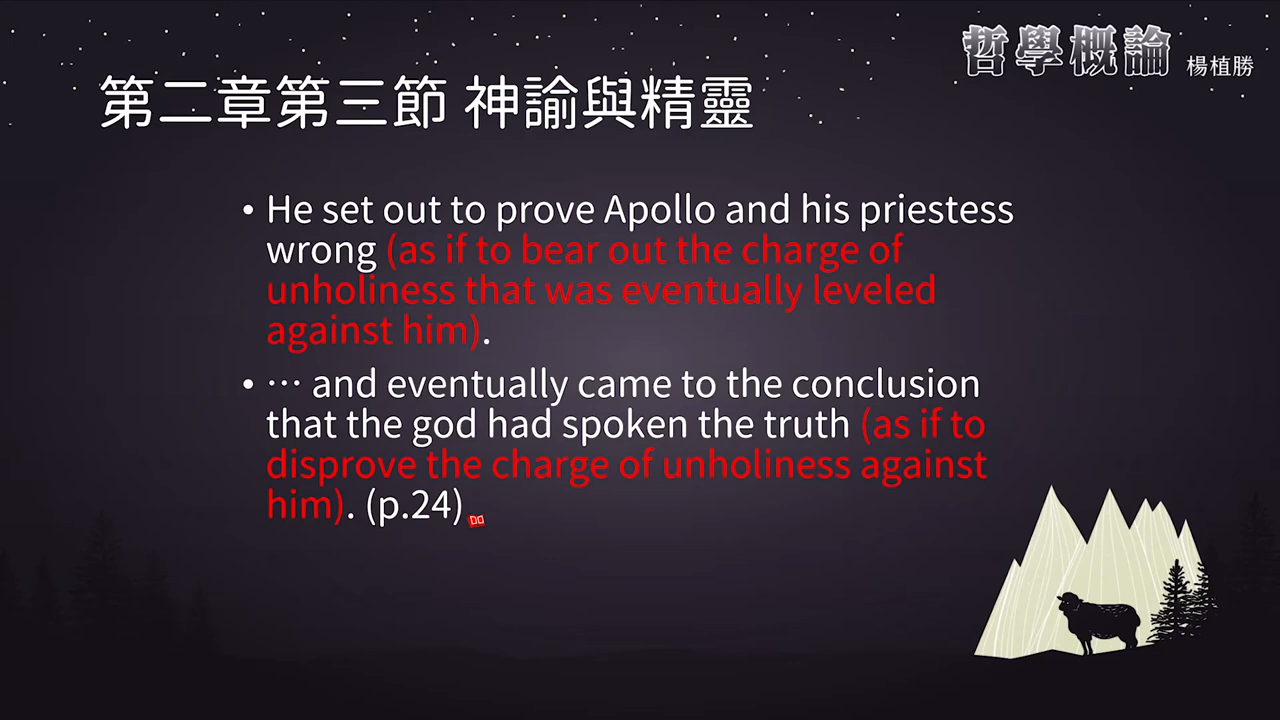 哲學概論 楊植勝
第二章第三節 神諭與精靈
• He set out to prove Apollo and his priestess
wrong (as if to bear out the charge of
unholiness that was eventually leveled
against him).
• … and eventually came to the conclusion
that the god had spoken the truth (as if to
disprove the charge of unholiness against
him). (p.24)